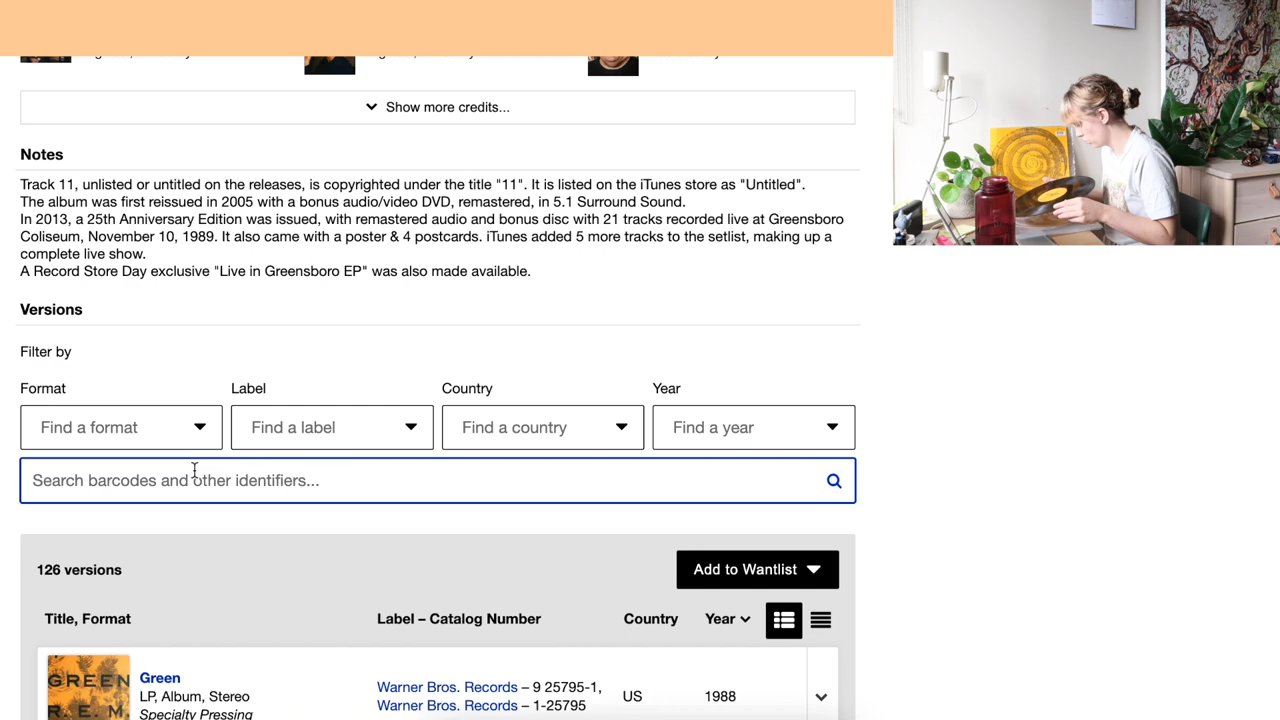 Show more credits...
Notes
Track 11, unlisted or untitled on the releases, is copyrighted under the title "11". It is listed on the iTunes store as "Untitled".
The album was first reissued in 2005 with a bonus audio/video DVD, remastered, in 5.1 Surround Sound.
In 2013, a 25th Anniversary Edition was issued, with remastered audio and bonus disc with 21 tracks recorded live at Greensboro
Coliseum, November 10, 1989. It also came with a poster & 4 postcards. iTunes added 5 more tracks to the setlist, making up a
complete live show.
A Record Store Day exclusive "Live in Greensboro EP" was also made available.
Versions
Filter by
Format Label Country Year
Find a format Find a label Find a country Find a year
Search barcodes and other identifiers...
126 versions Add to Wantlist
Title, Format Label – Catalog Number Country Year
GREEN
R. E. M.
Green
LP, Album, Stereo
Specialty Pressing
Warner Bros. Records – 9 25795-1,
Warner Bros. Records – 1-25795
US
1988